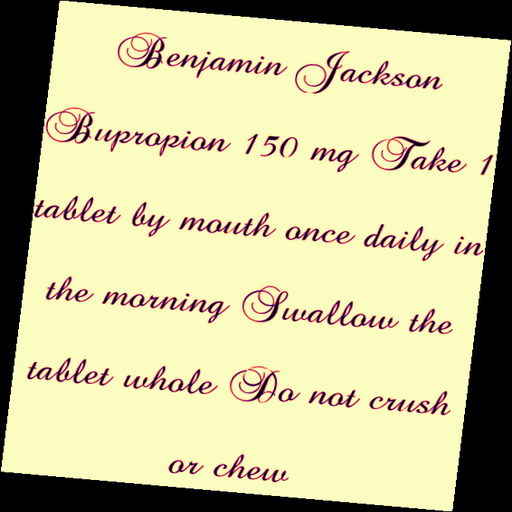 Benjamin Jackson
Bupropion 150 mg Take 1
tablet by mouth once daily in
the morning Swallow the
tablet whole Do not crush
or chew